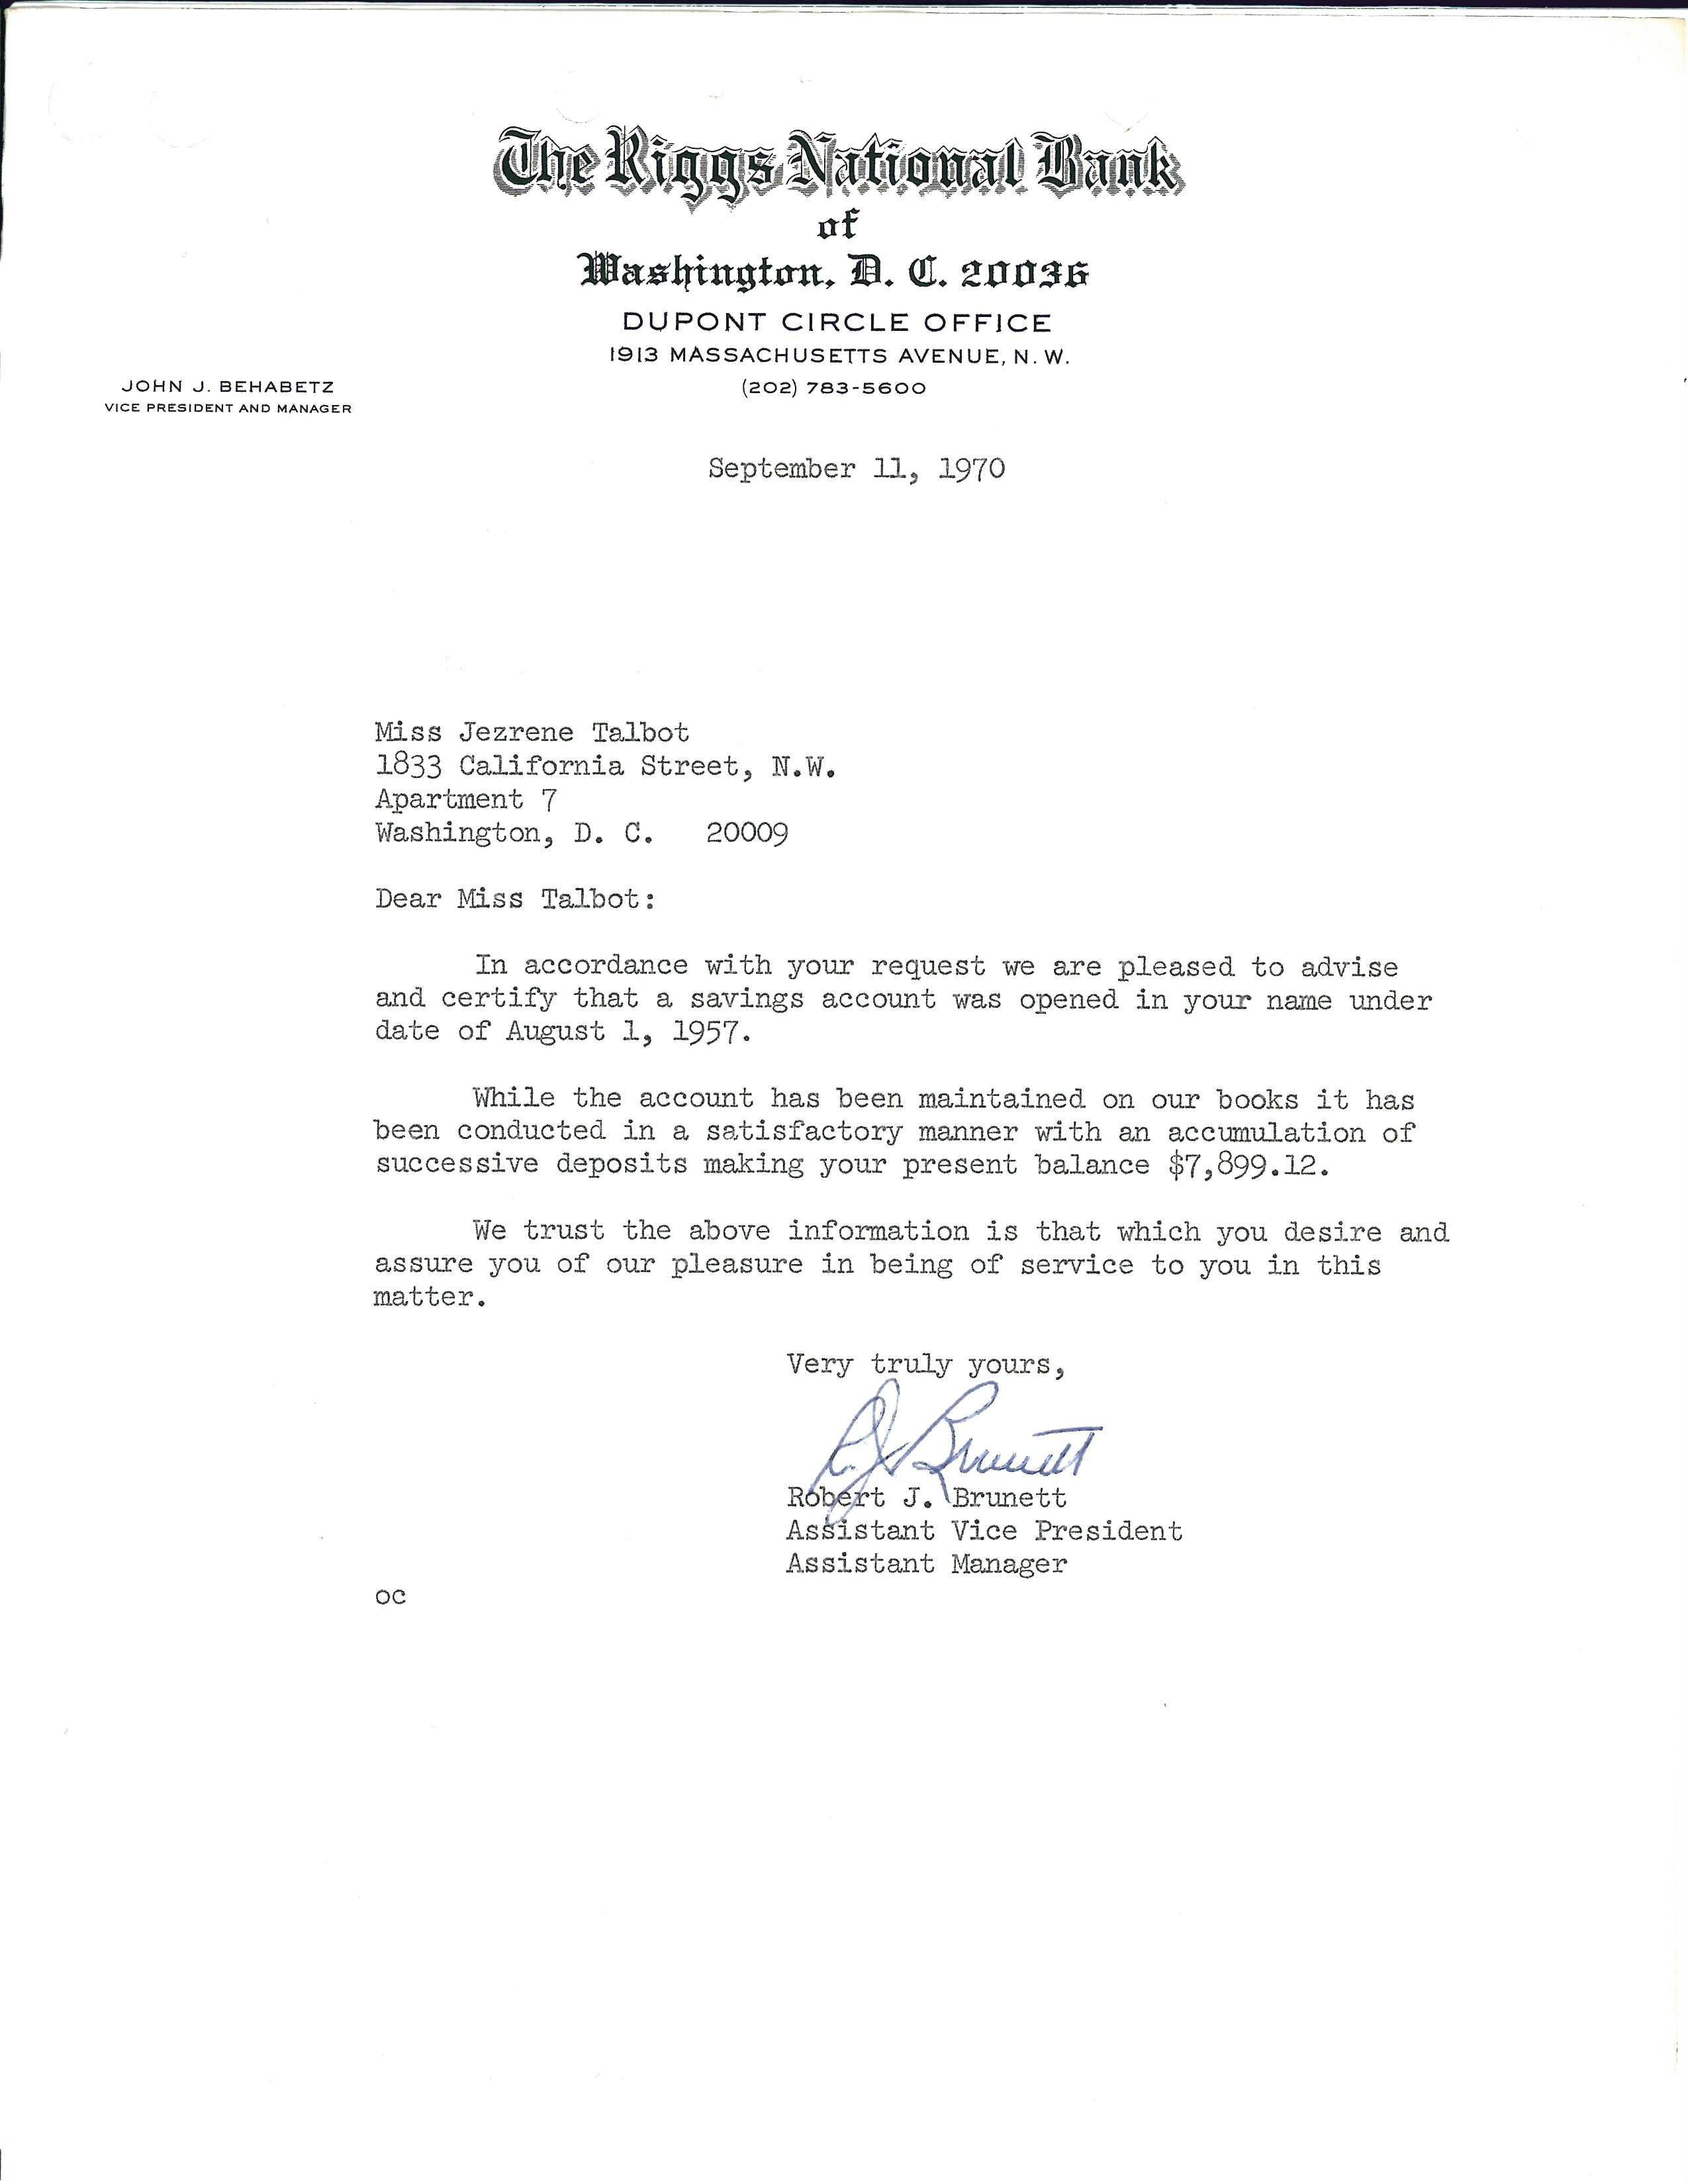 The Riggs National Bank
of
Washington, D. C. 20036
DUPONT CIRCLE OFFICE
1913 MASSACHUSETTS AVENUE, N. W.
(202) 783-5600
JOHN J. BEHABETZ
VICE PRESIDENT AND MANAGER
September 11, 1970
Miss Jezrene Talbot
1833 California Street, N.W.
Apartment 7
Washington, D. C. 20009
Dear Miss Talbot:
In accordance with your request we are pleased to advise
and certify that a savings account was opened in your name under
date of August 1, 1957.
While the account has been maintained on our books it has
been conducted in a satisfactory manner with an accumulation of
successive deposits making your present balance $7,899.12.
We trust the above information is that which you desire and
assure you of our pleasure in being of service to you in this
matter.
Very truly yours,
R.J. Brunett
Robert J. Brunett
Assistant Vice President
Assistant Manager
oc